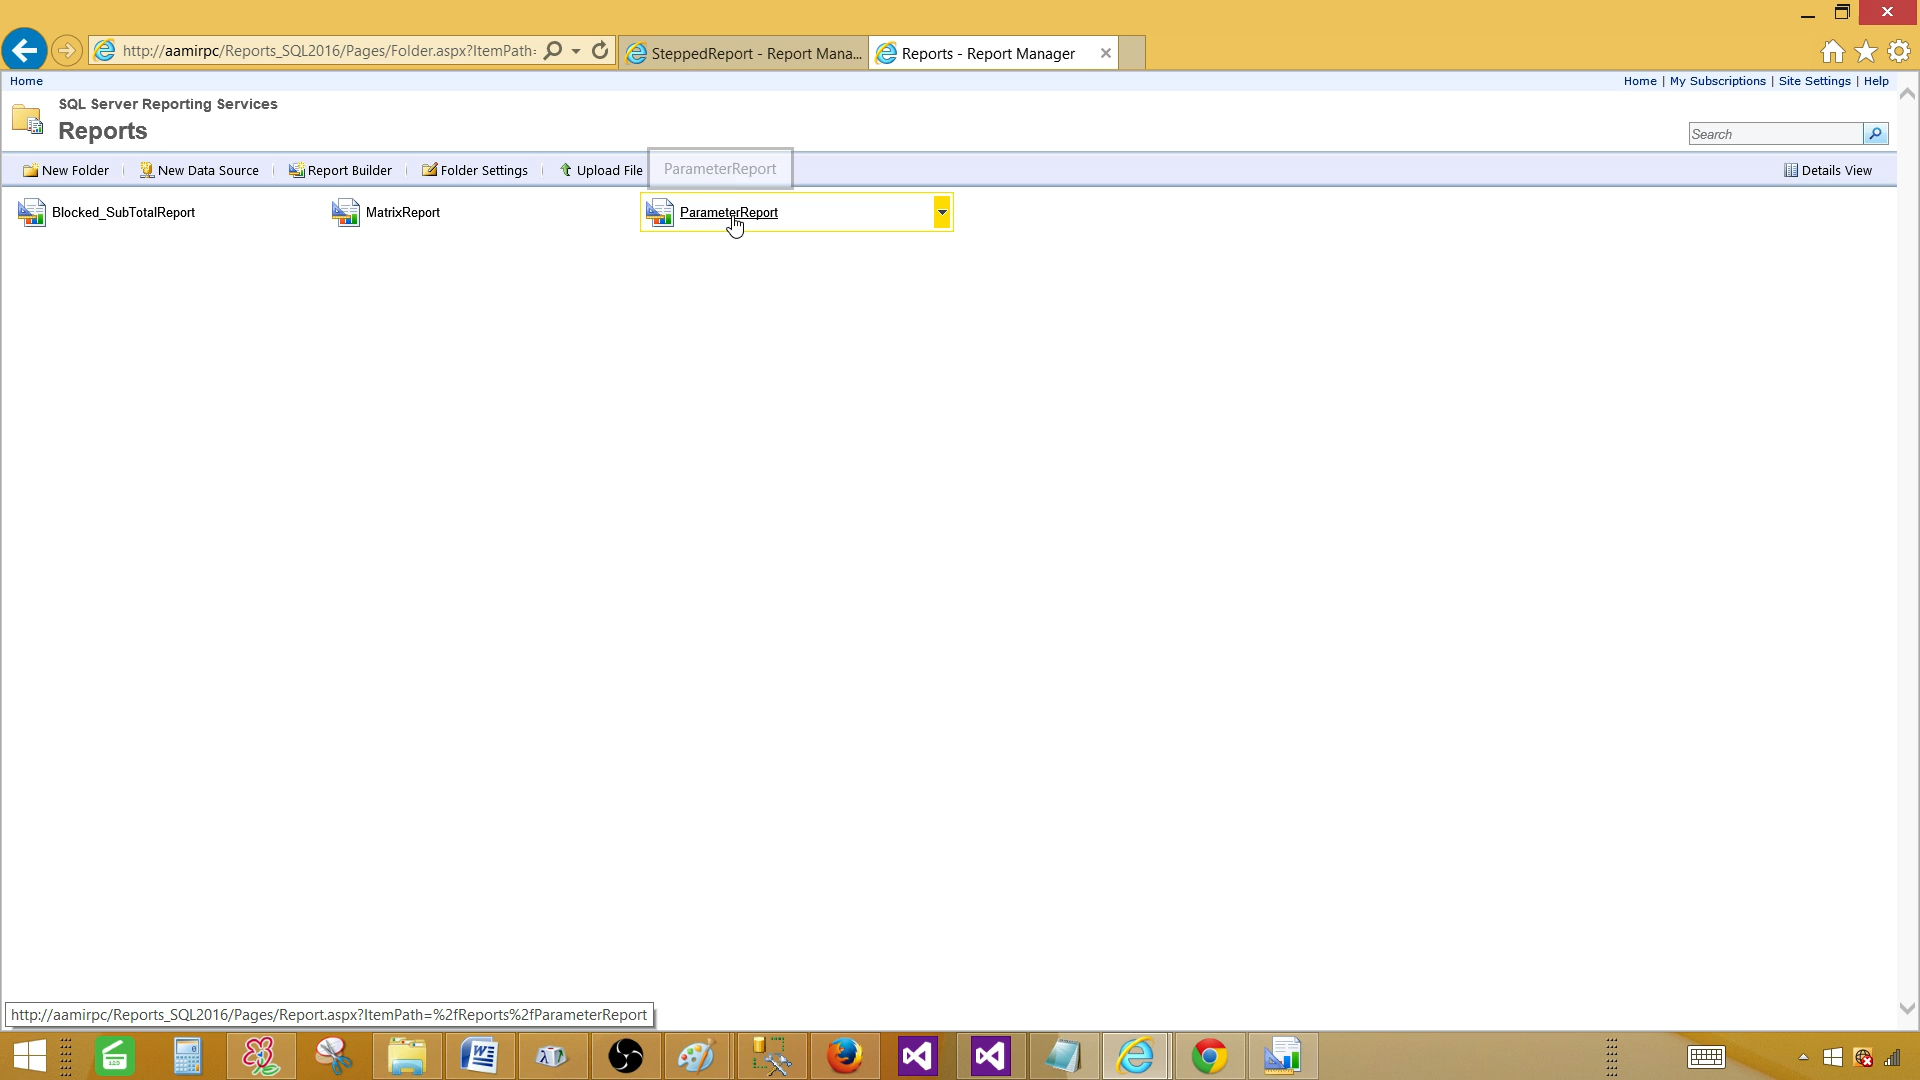 http://aamirpc/Reports_SQL2016/Pages/Folder.aspx?ItemPath:
SteppedReport - Report Mana...
Reports - Report Manager
Home
Home | My Subscriptions | Site Settings | Help
SQL Server Reporting Services
Reports
Search
New Folder
New Data Source
Report Builder
Folder Settings
Upload File
ParameterReport
Details View
Blocked_SubTotalReport
MatrixReport
ParameterReport
http://aamirpc/Reports_SQL2016/Pages/Report.aspx?ItemPath=%2fReports%2fParameterReport